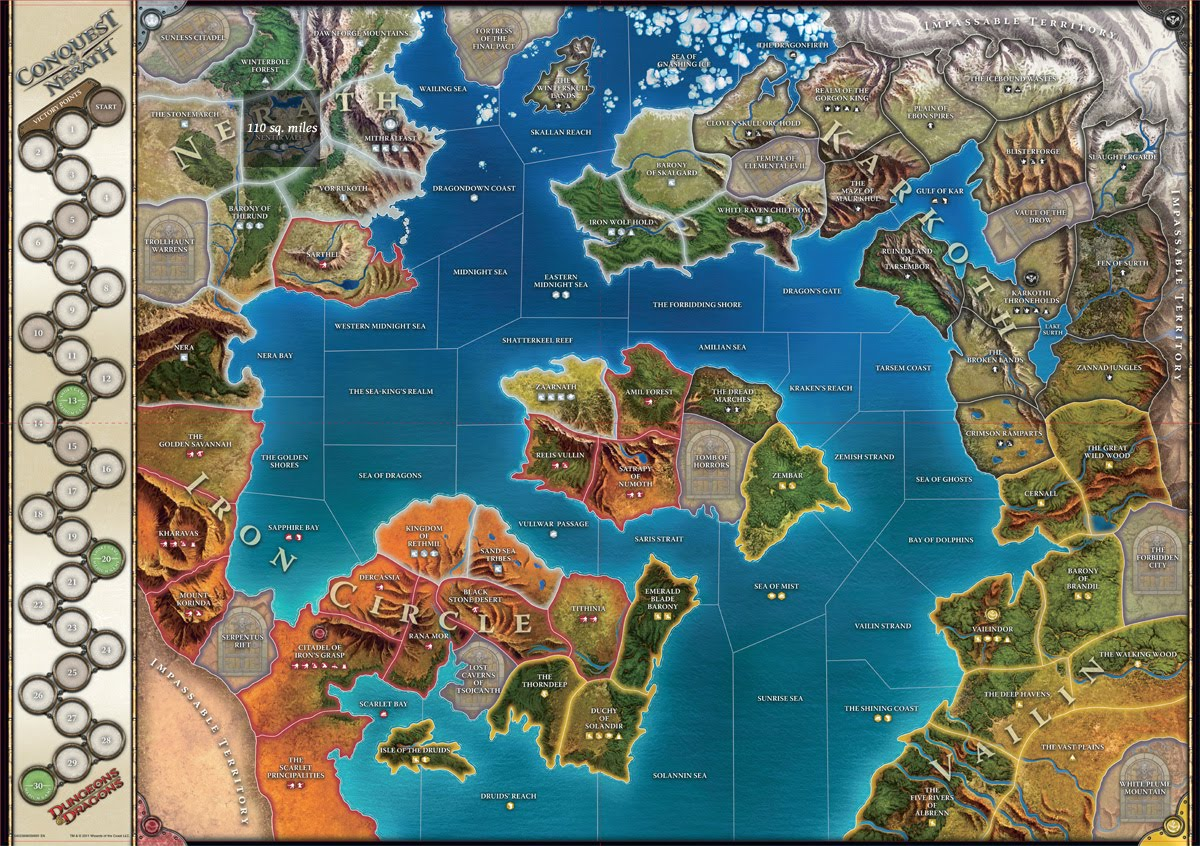 CONQUEST
OF
NERATH
VICTORY POINTS
START
1
2
3
4
5
6
7
8
9
10
11
12
13
14
15
16
17
18
19
20
21
22
23
24
25
26
27
28
29
30
DUNGEONS
& DRAGONS
SUNLESS CITADEL
DAWNFORGE MOUNTAINS
WINTERBOLE
FOREST
FORTRESS
OF THE
FINAL PACT
WAILING SEA
THE
WINTERSKULL
LANDS
SEA OF
GNASHING ICE
THE DRAGONFIRTH
IMPASSABLE TERRITORY
THE ICEBOUND WASTES
REALM OF THE
GORGON KING
PLAIN OF
EBON SPIRES
THE STONEMARCH
NERATH
110 sq. miles
MITHRALFAST
SKALLAN REACH
CLOVEN SKULL ORCHOLD
KARKOTH
BLISTERFORGE
SLAUGHTERGARDE
BARONY
OF SKALGARD
TEMPLE OF
ELEMENTAL EVIL
VOR RUKOTH
DRAGONDOWN COAST
THE
MAZE OF
MAUR KHUL
GULF OF KAR
BARONY OF
THERUND
IRON WOLF HOLD
WHITE RAVEN CHIEFDOM
VAULT OF THE
DROW
IMPASSABLE TERRITORY
TROLLHAUNT
WARRENS
SARTHEL
MIDNIGHT SEA
EASTERN
MIDNIGHT SEA
THE FORBIDDING SHORE
DRAGON'S GATE
RUINED LAND
OF
TARSEMBOR
FEN OF SURTH
KARKOTHI
THRONEHOLDS
WESTERN MIDNIGHT SEA
LAKE
SURTH
NERA
NERA BAY
SHATTERKEEL REEF
AMILIAN SEA
THE
BROKEN LANDS
TARSEM COAST
ZANNAD JUNGLES
THE SEA-KING'S REALM
ZAARNATH
AMIL FOREST
THE DREAD
MARCHES
KRAKEN'S REACH
THE
GOLDEN SAVANNAH
CRIMSON RAMPARTS
THE GREAT
WILD WOOD
THE GOLDEN
SHORES
RELIS VULLIN
SATRAPY
OF
NUMOTH
TOMB OF
HORRORS
ZEMISH STRAND
SEA OF DRAGONS
ZEMBAR
SEA OF GHOSTS
CERNALL
IRON
CIRCLE
SAPPHIRE BAY
KHARAVAS
KINGDOM
OF
RETHMIL
VULLWAR PASSAGE
SARIS STRAIT
BAY OF DOLPHINS
THE
FORBIDDEN
CITY
SAND SEA
TRIBES
DERCASSIA
BLACK
STONE DESERT
BARONY
OF
BRANDIL
MOUNT
KORINDA
TITHINIA
EMERALD
BLADE
BARONY
SEA OF MIST
SERPENTUS
RIFT
CITADEL OF
IRON'S GRASP
RANA MOR
VAILIN STRAND
VAILINDOR
IMPASSABLE TERRITORY
LOST
CAVERNS
OF
TSOJCANTH
THE WALKING WOOD
THE
THORNDEEP
THE DEEP HAVENS
SCARLET BAY
SUNRISE SEA
THE SHINING COAST
VAILIN
DUCHY
OF
SOLANDIR
ISLE OF THE DRUIDS
THE VAST PLAINS
THE
SCARLET
PRINCIPALITIES
SOLANNIN SEA
WHITE PLUME
MOUNTAIN
DRUIDS' REACH
THE
FIVE RIVERS
OF
ALBRENN